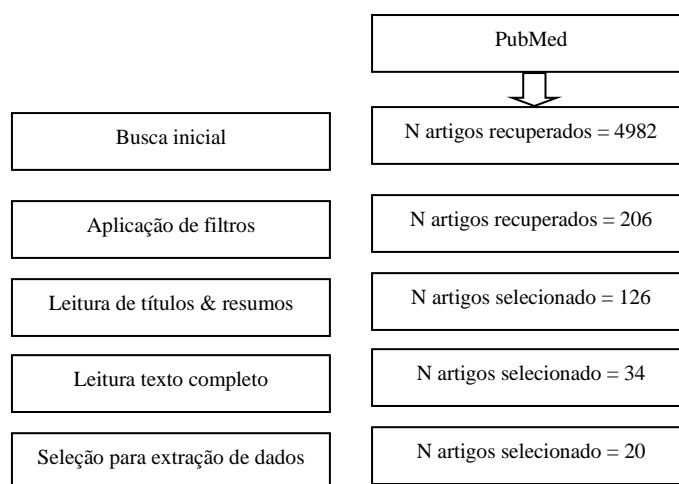 PubMed
Busca inicial
N artigos recuperados = 4982
Aplicação de filtros
N artigos recuperados = 206
Leitura de títulos & resumos
N artigos selecionado = 126
Leitura texto completo
N artigos selecionado = 34
Seleção para extração de dados
N artigos selecionado = 20